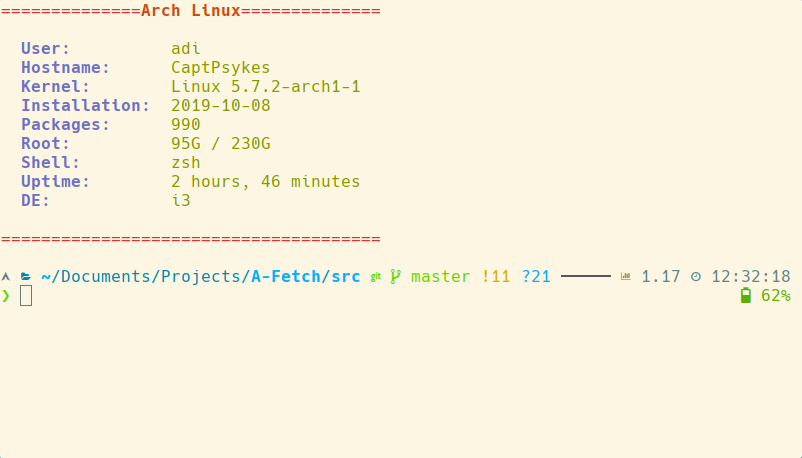 ==============Arch Linux==============
User: adi
Hostname: CaptPsykes
Kernel: Linux 5.7.2-arch1-1
Installation: 2019-10-08
Packages: 990
Root: 95G / 230G
Shell: zsh
Uptime: 2 hours, 46 minutes
DE: i3
======================================
~/Documents/Projects/A-Fetch/src git master !11 ?21 ───── 1.17 12:32:18
❯ 62%